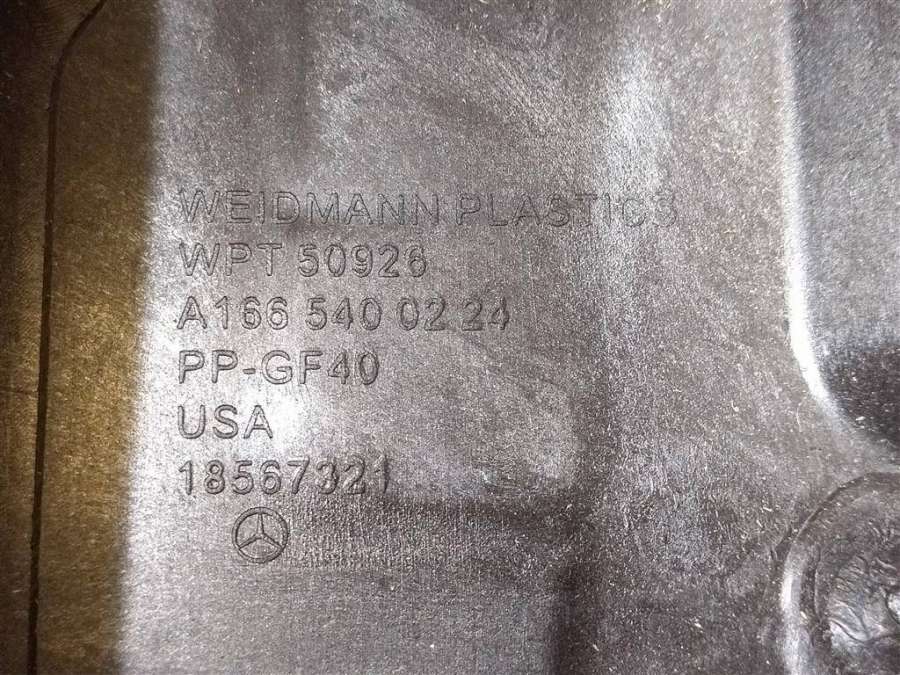 WEIDMANN PLASTICS
WPT 50926
A166 540 02 24
PP-GF40
USA
18567321